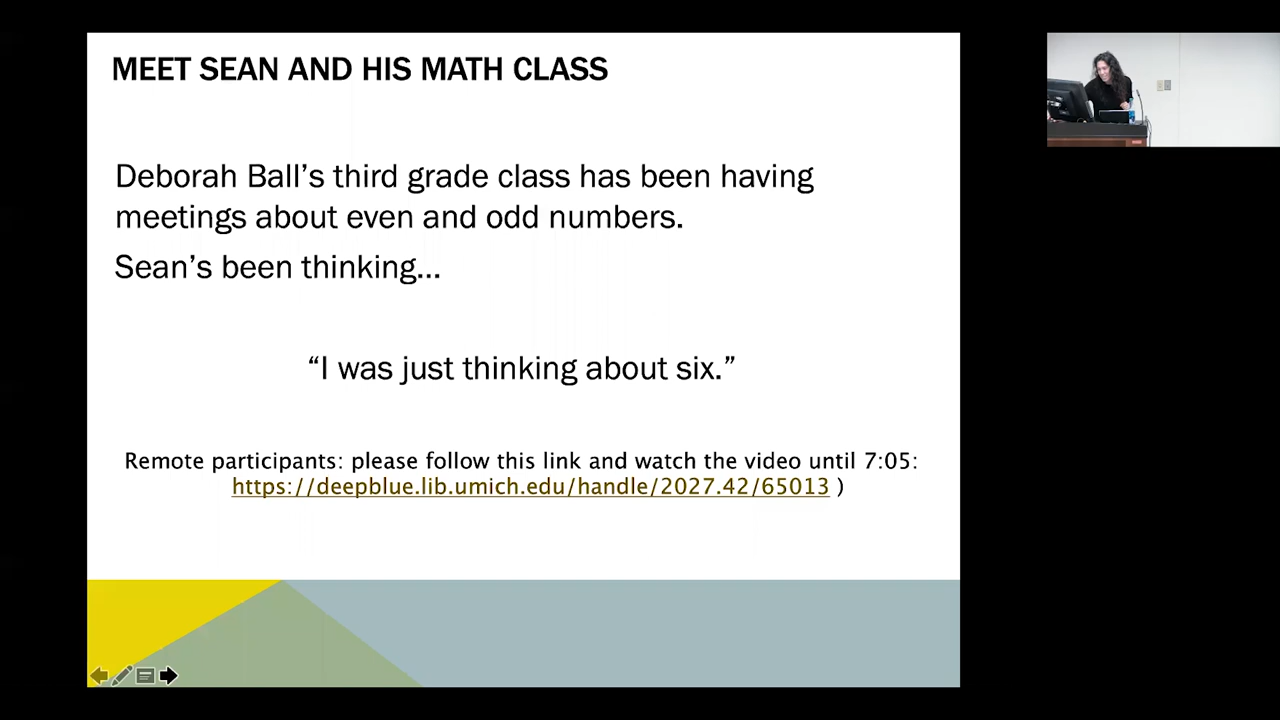 MEET SEAN AND HIS MATH CLASS
Deborah Ball’s third grade class has been having
meetings about even and odd numbers.
Sean’s been thinking…
“I was just thinking about six.”
Remote participants: please follow this link and watch the video until 7:05:
https://deepblue.lib.umich.edu/handle/2027.42/65013 )